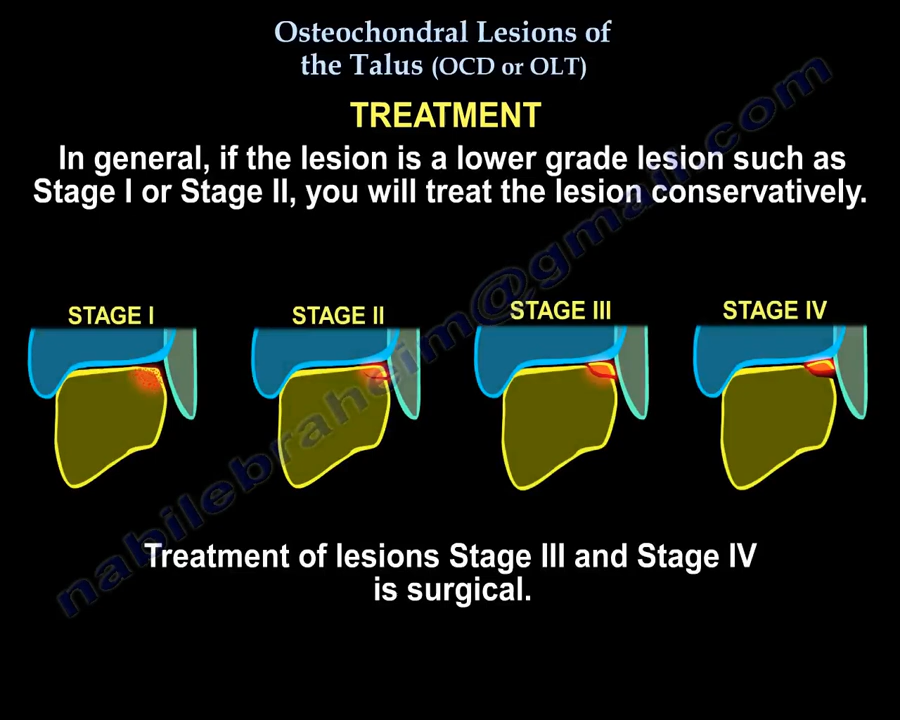 Osteochondral Lesions of
the Talus (OCD or OLT)
TREATMENT
In general, if the lesion is a lower grade lesion such as
Stage I or Stage II, you will treat the lesion conservatively.
STAGE I
STAGE II
STAGE III
STAGE IV
nabilebraheim@gmail.com
Treatment of lesions Stage III and Stage IV
is surgical.